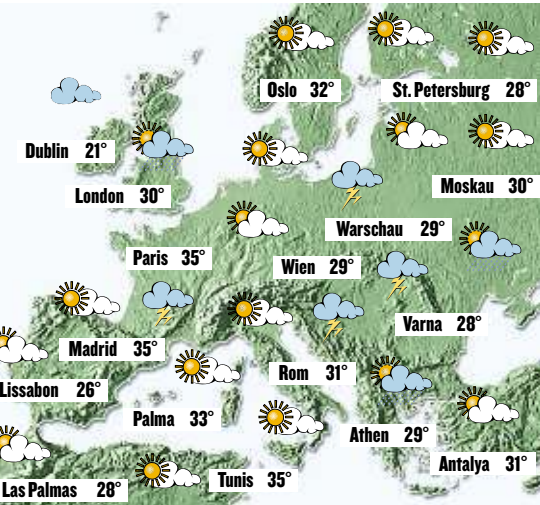 Oslo 32°
St. Petersburg 28°
Dublin 21°
London 30°
Moskau 30°
Warschau 29°
Paris 35°
Wien 29°
Varna 28°
Madrid 35°
Rom 31°
Lissabon 26°
Palma 33°
Athen 29°
Antalya 31°
Tunis 35°
Las Palmas 28°